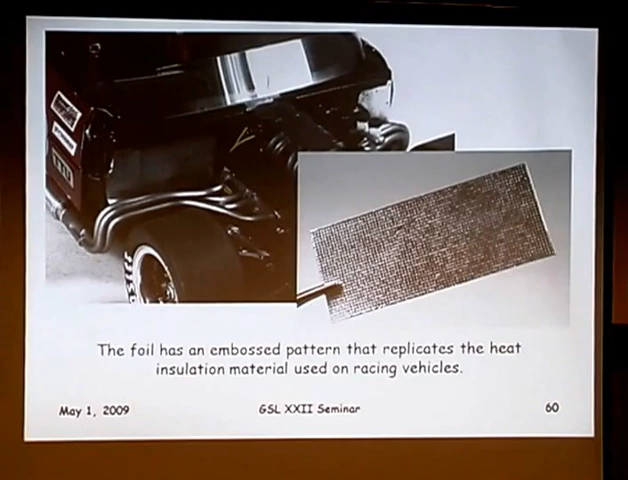 The foil has an embossed pattern that replicates the heat
insulation material used on racing vehicles.
May 1, 2009
GSL XXII Seminar
60